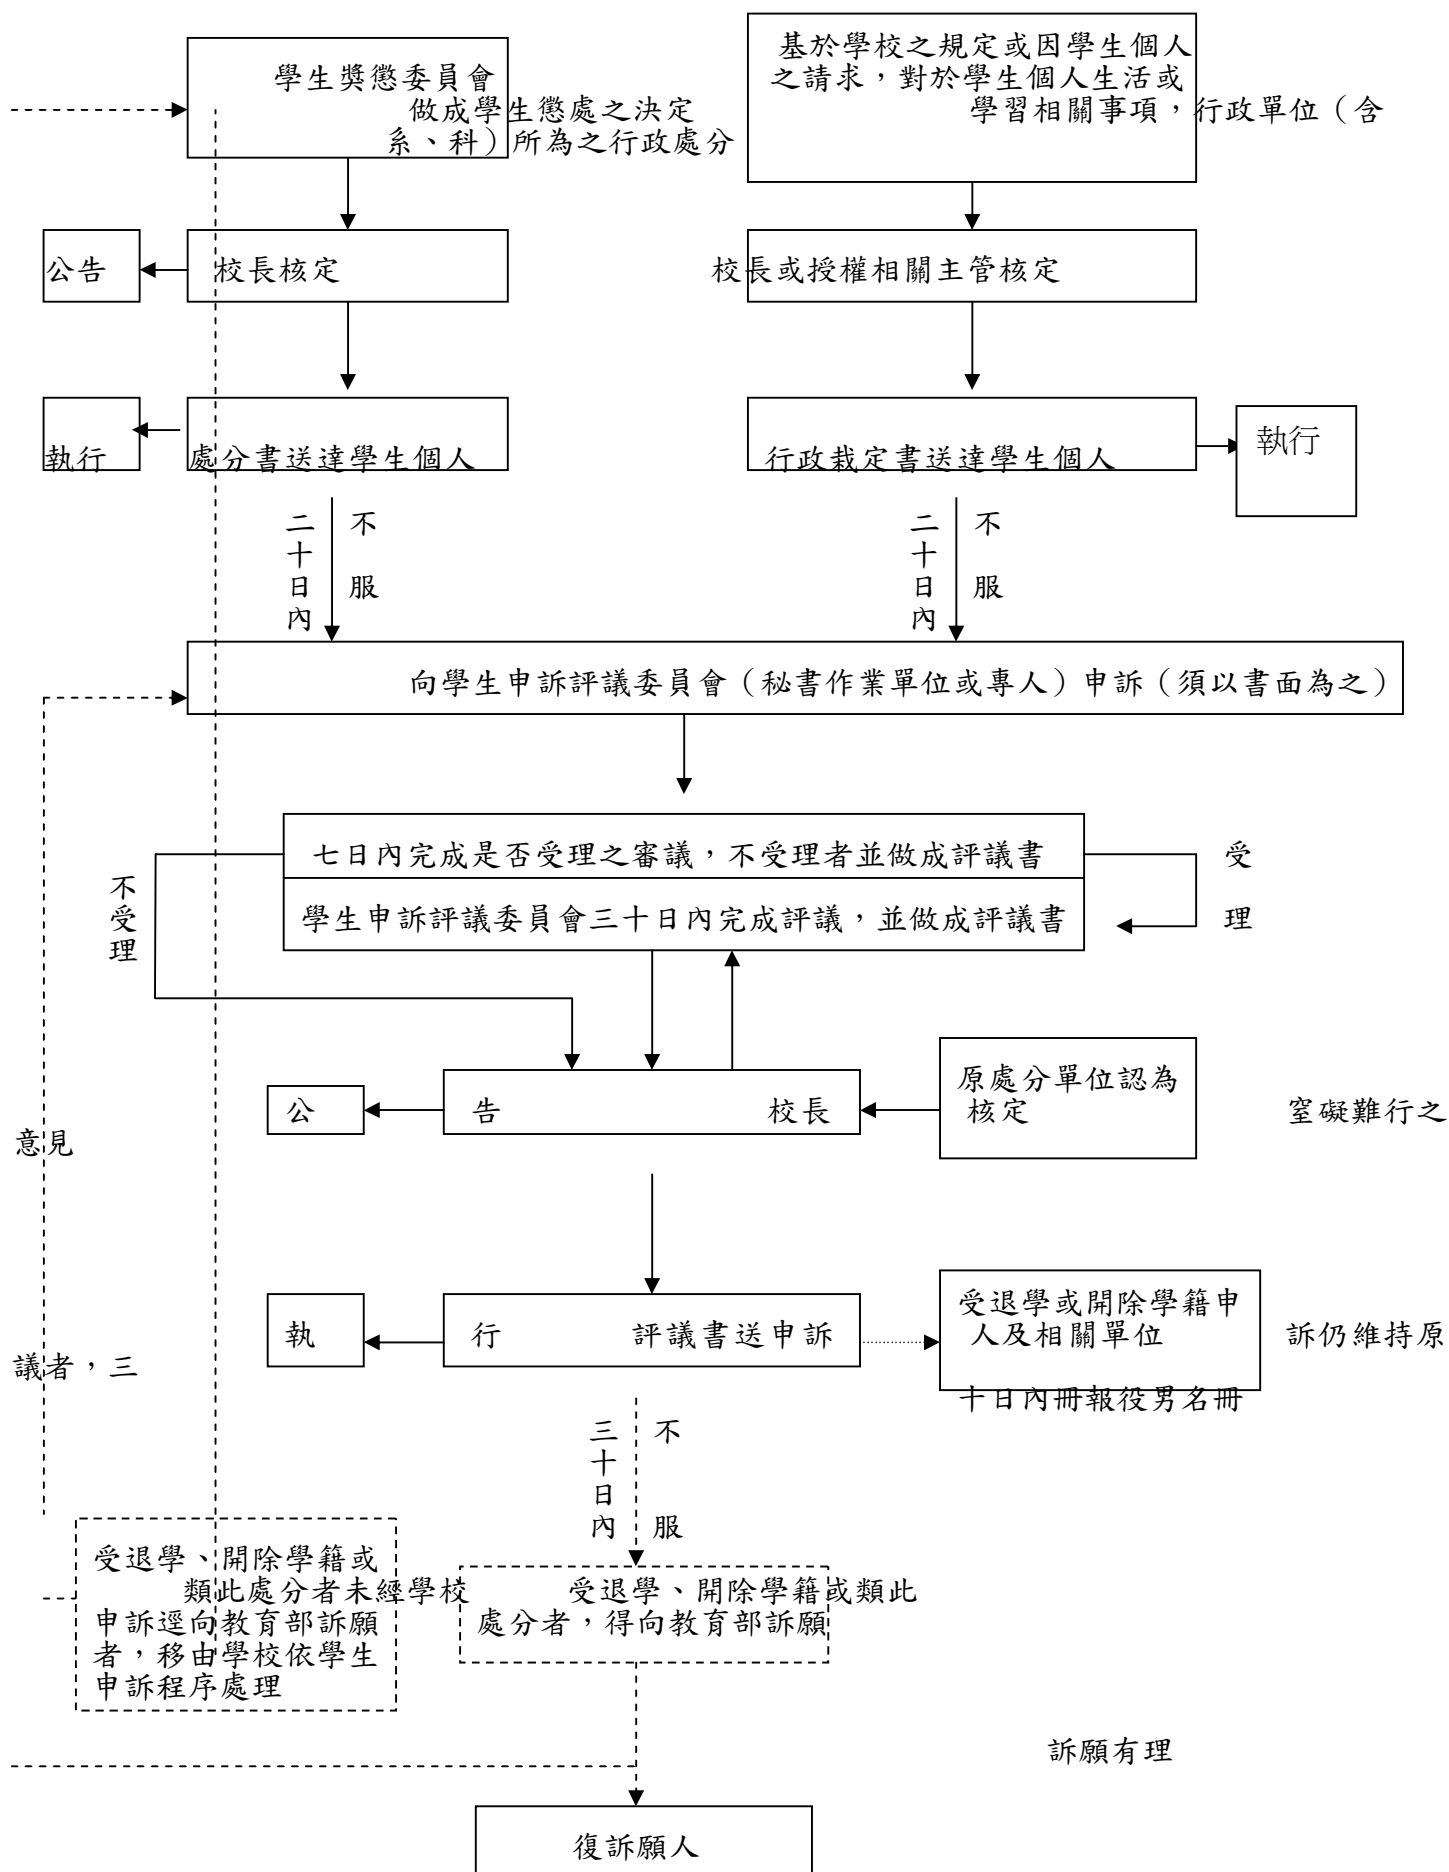 基於學校之規定或因學生個人
學生獎懲委員會 之請求，對於學生個人生活或
做成學生懲處之決定 學習相關事項，行政單位（含
系、科）所為之行政處分
公告 校長核定 校長或授權相關主管核定
執行 處分書送達學生個人 行政栽定書送達學生個人 執行
二十日內 不服 二十日內 不服
向學生申訴評議委員會（秘書作業單位或專人）申訴（須以書面為之）
七日內完成是否受理之審議，不受理者並做成評議書
不受理
受理
學生申訴評議委員會三十日內完成評議，並做成評議書
原處分單位認為
公 告 校長 核定 窒礙難行之
意見
受退學或開除學籍申
執 行 評議書送申訴 人及相關單位 訴仍維持原
議者，三
十日內冊報役男名冊
三十日內 不服
受退學、開除學籍或
類此處分者未經學校 受退學、開除學籍或類此
申訴逕向教育部訴願 處分者，得向教育部訴願
者，移由學校依學生
申訴程序處理
訴願有理
復訴願人